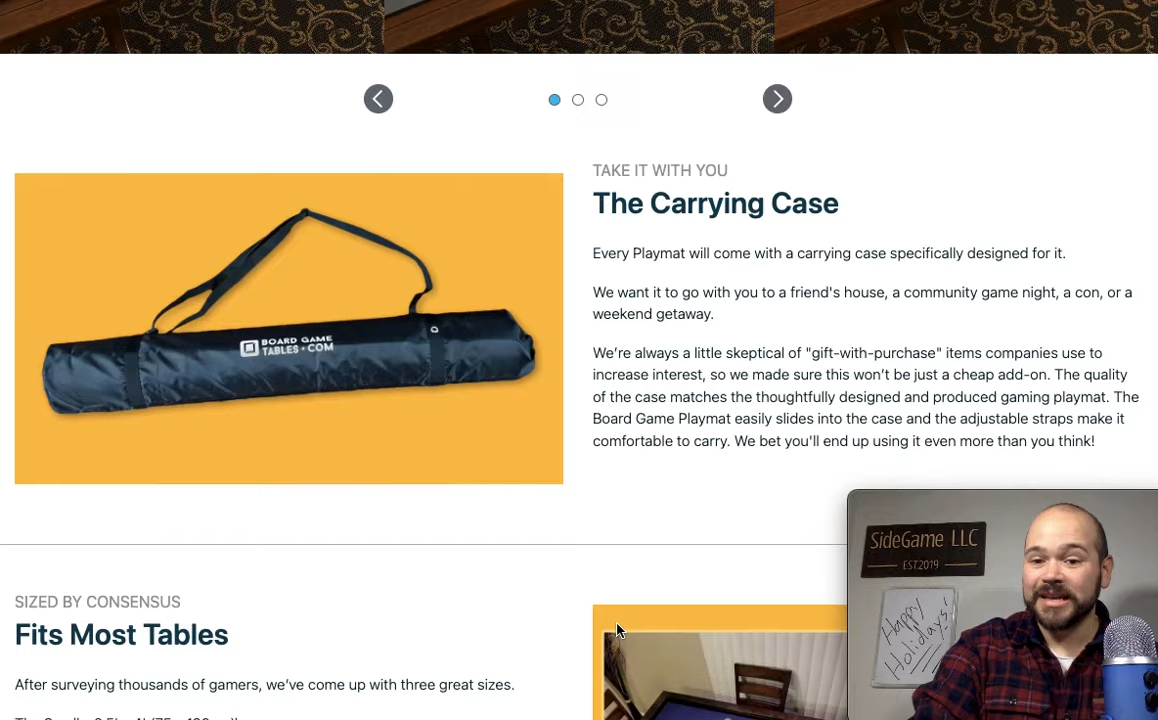 TAKE IT WITH YOU
The Carrying Case
Every Playmat will come with a carrying case specifically designed for it.
We want it to go with you to a friend's house, a community game night, a con, or a
weekend getaway.
We’re always a little skeptical of "gift-with-purchase" items companies use to
increase interest, so we made sure this won’t be just a cheap add-on. The quality
of the case matches the thoughtfully designed and produced gaming playmat. The
Board Game Playmat easily slides into the case and the adjustable straps make it
comfortable to carry. We bet you'll end up using it even more than you think!
BOARD GAME
TABLES•COM
SIZED BY CONSENSUS
Fits Most Tables
After surveying thousands of gamers, we’ve come up with three great sizes.
SideGame LLC
EST.2019
Happy
Holidays!